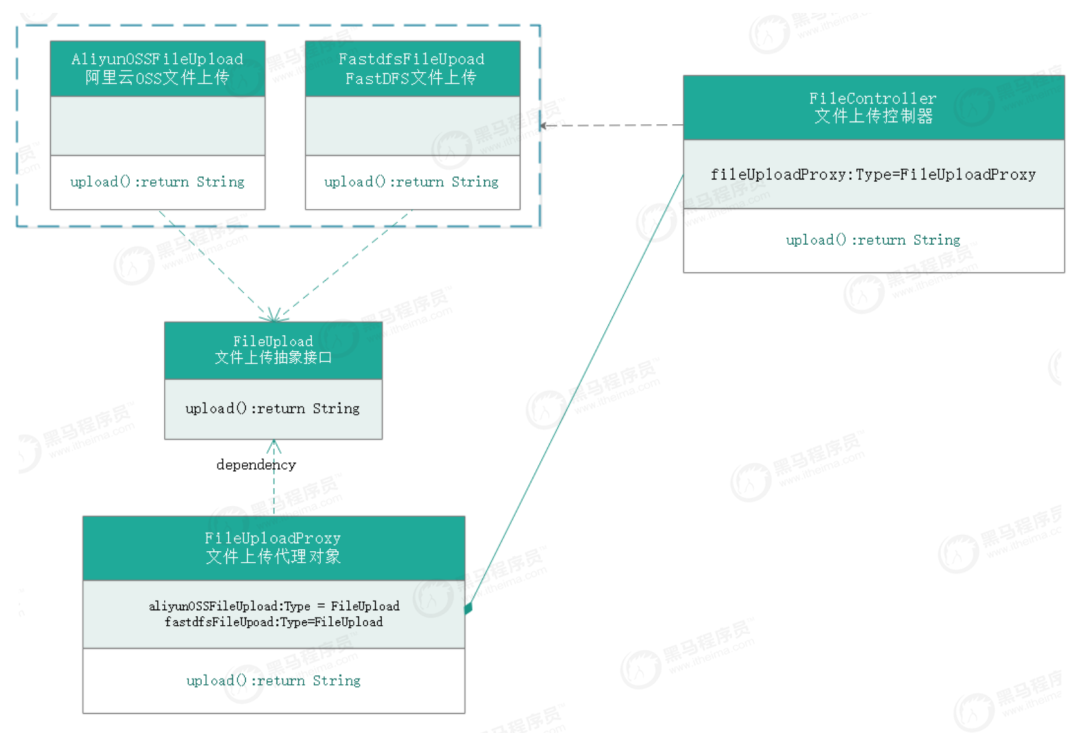 AliyunOSSFileUpload
阿里云OSS文件上传
upload():return String
FastdfsFileUpoad
FastDFS文件上传
upload():return String
FileController
文件上传控制器
fileUploadProxy:Type=FileUploadProxy
upload():return String
FileUpload
文件上传抽象接口
upload():return String
dependency
FileUploadProxy
文件上传代理对象
aliyunOSSFileUpload:Type = FileUpload
fastdfsFileUpoad:Type=FileUpload
upload():return String
黑马程序员™
www.itheima.com